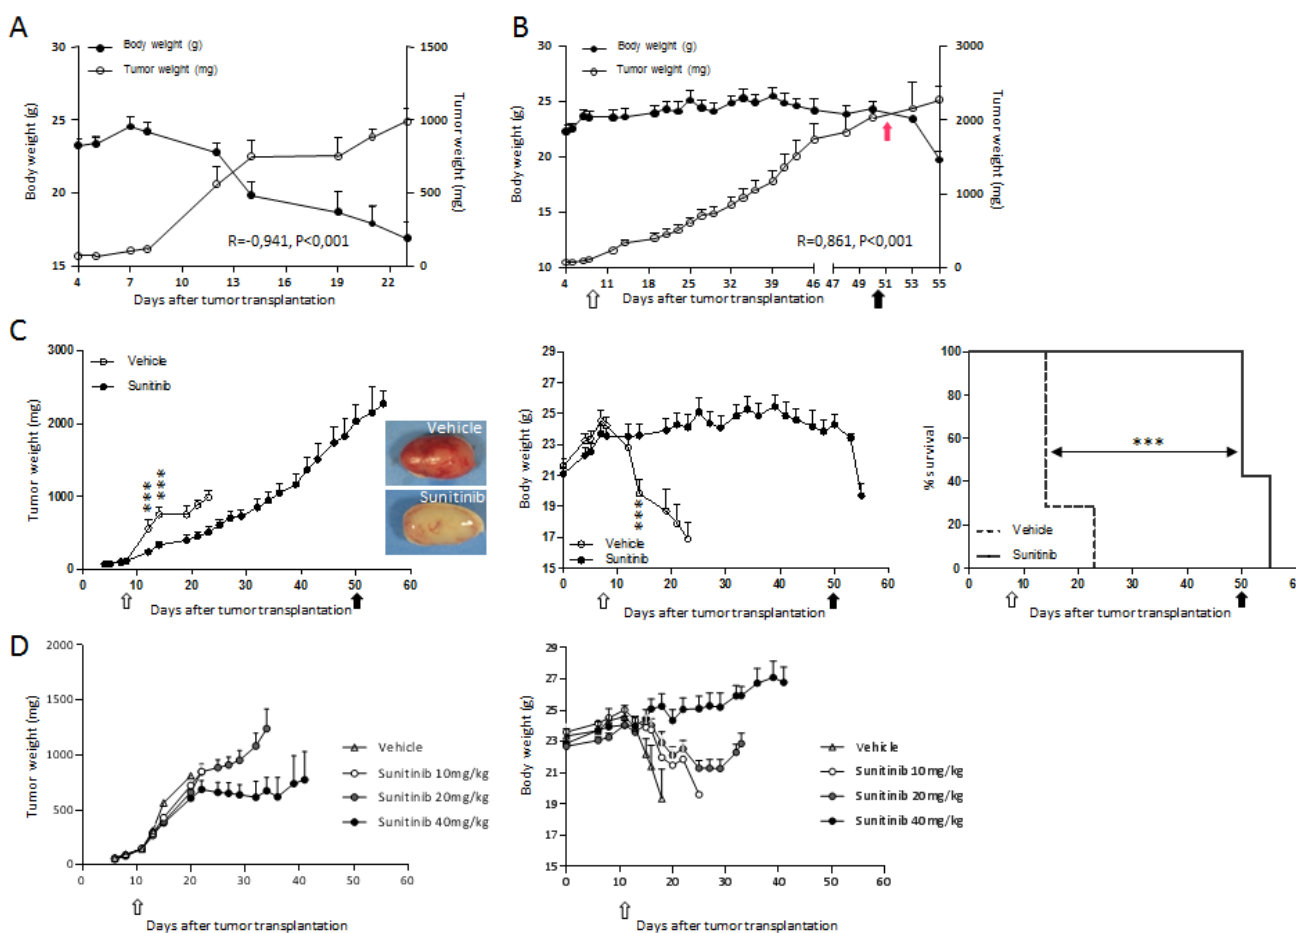 A
Body weight (g)
Tumor weight (mg)
30
25
20
15
Body weight (g)
1500
1000
500
0
Tumor weight (mg)
R=-0,941, P<0,001
4 7 10 13 16 19 22
Days after tumor transplantation
B
Body weight (g)
Tumor weight (mg)
30
25
20
15
10
Body weight (g)
3000
2000
1000
0
Tumor weight (mg)
R=0,861, P<0,001
4 11 18 25 32 39 46 47 49 51 53 55
Days after tumor transplantation
C
Vehicle
Sunitinib
3000
2000
1000
0
Tumor weight (mg)
***
***
Vehicle
Sunitinib
0 10 20 30 40 50 60
Days after tumor transplantation
29
27
25
23
21
19
17
15
Body weight (g)
***
Vehicle
Sunitinib
0 10 20 30 40 50 60
Days after tumor transplantation
100
80
60
40
20
0
% survival
***
Vehicle
Sunitinib
0 10 20 30 40 50 60
Days after tumor transplantation
D
2000
1500
1000
500
0
Tumor weight (mg)
Vehicle
Sunitinib 10mg/kg
Sunitinib 20mg/kg
Sunitinib 40mg/kg
0 10 20 30 40 50 60
Days after tumor transplantation
29
27
25
23
21
19
17
15
Body weight (g)
Vehicle
Sunitinib 10mg/kg
Sunitinib 20mg/kg
Sunitinib 40mg/kg
0 10 20 30 40 50 60
Days after tumor transplantation